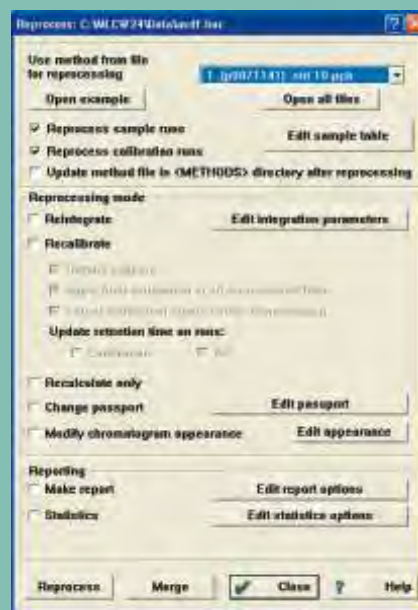 Reprocess: C:\WLCW24\Data\
Use method from file
for reprocessing
Open example
Open all files
Reprocess sample runs
Edit sample table
Reprocess calibration runs
Update method file in <METHODS> directory after reprocessing
Reprocessing mode
Reintegrate
Edit integration parameters
Recalibrate
Update retention time on runs:
Recalculate only
Change passport
Edit passport
Modify chromatogram appearance
Edit appearance
Reporting
Make report
Edit report options
Statistics
Edit statistics options
Reprocess
Merge
Close
? Help